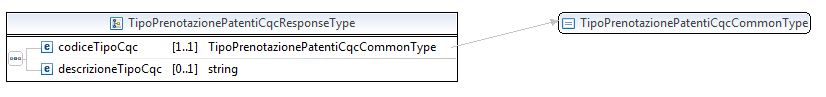 TipoPrenotazionePatentiCqcResponseType
TipoPrenotazionePatentiCqcCommonType
e codiceTipoCqc [1..1] TipoPrenotazionePatentiCqcCommonType
e descrizioneTipoCqc [0..1] string